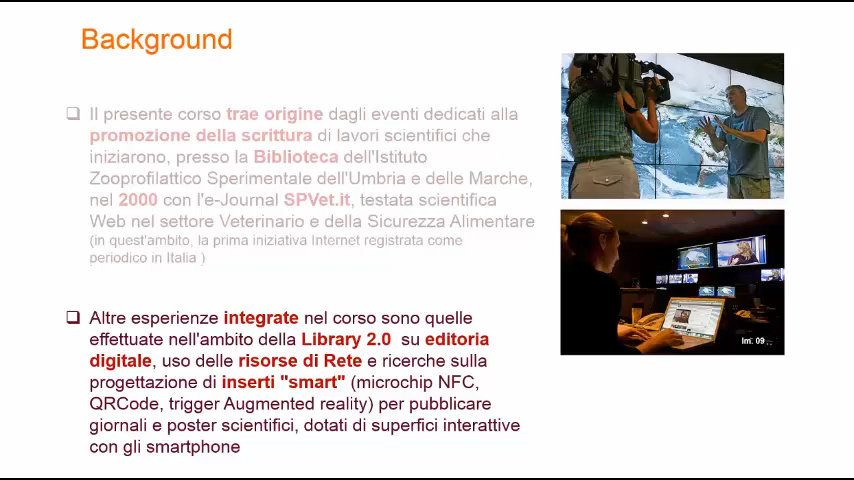 Background
❑ Il presente corso trae origine dagli eventi dedicati alla
promozione della scrittura di lavori scientifici che
iniziarono, presso la Biblioteca dell'Istituto
Zooprofilattico Sperimentale dell'Umbria e delle Marche,
nel 2000 con l'e-Journal SPVet.it, testata scientifica
Web nel settore Veterinario e della Sicurezza Alimentare
(in quest'ambito, la prima iniziativa Internet registrata come
periodico in Italia )
❑ Altre esperienze integrate nel corso sono quelle
effettuate nell'ambito della Library 2.0 su editoria
digitale, uso delle risorse di Rete e ricerche sulla
progettazione di inserti "smart" (microchip NFC,
QRCode, trigger Augmented reality) per pubblicare
giornali e poster scientifici, dotati di superfici interattive
con gli smartphone
Im. 09